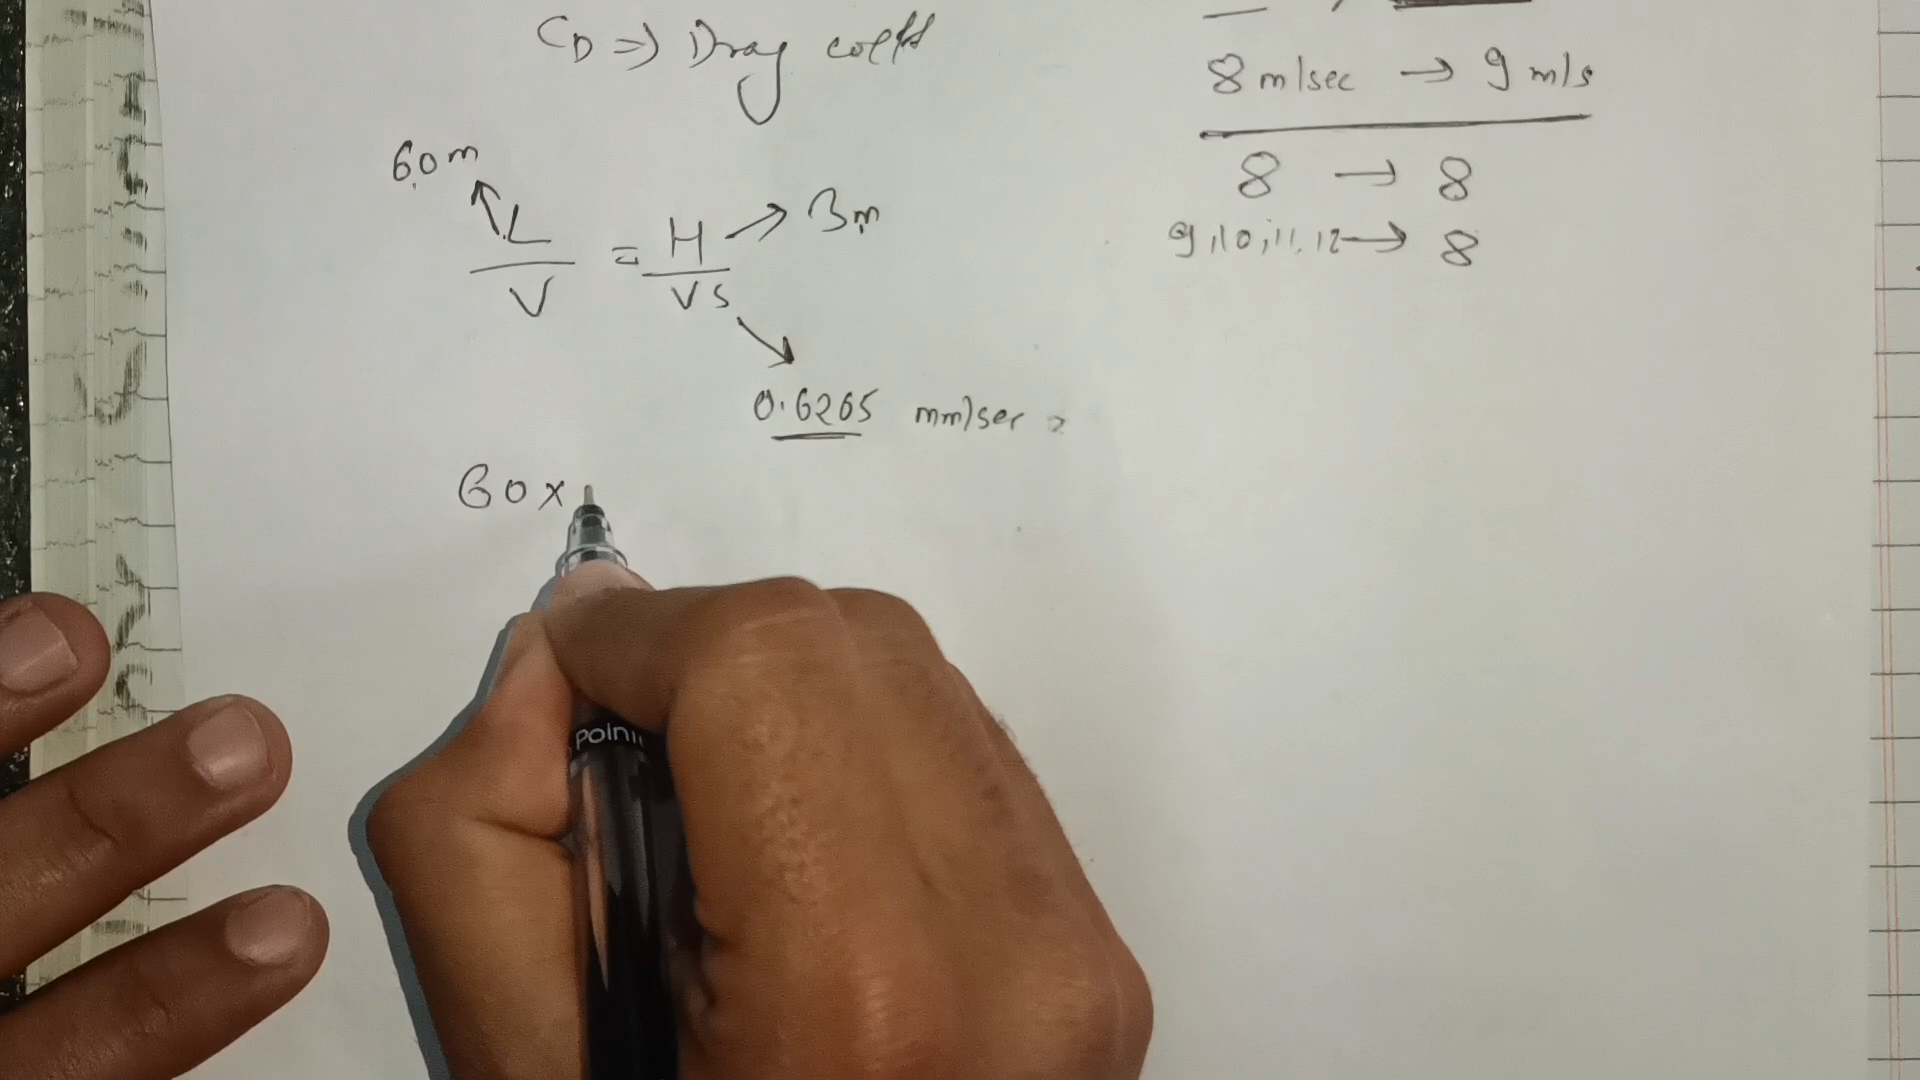 CD => Drag coeff
8 m/sec → 9 m/s
8 → 8
9,10,11,12 → 8
60m
L = H → 3m
V VS
0.6265 mm/sec =
60 x
Polni